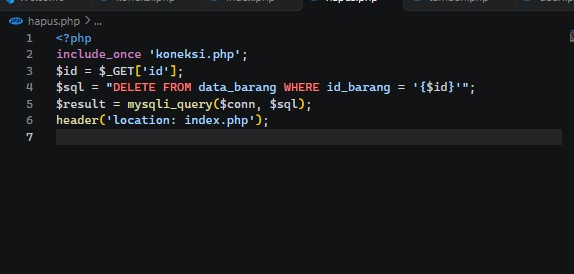 hapus.php > ...
1 <?php
2 include_once 'koneksi.php';
3 $id = $_GET['id'];
4 $sql = "DELETE FROM data_barang WHERE id_barang = '{$id}'";
5 $result = mysqli_query($conn, $sql);
6 header('location: index.php');
7